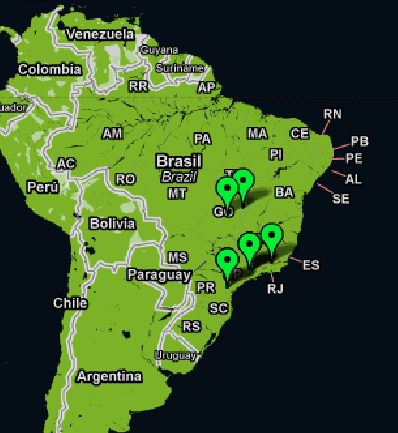 Venezuela
Guyana
Suriname
Colombia
RR
AP
uador
RN
AM
PA
MA
CE
PB
PI
PE
Brasil
Brazil
AC
RO
AL
Perú
MT
BA
SE
GO
Bolivia
MS
ES
Paraguay
PR
RJ
Chile
SC
RS
Uruguay
Argentina